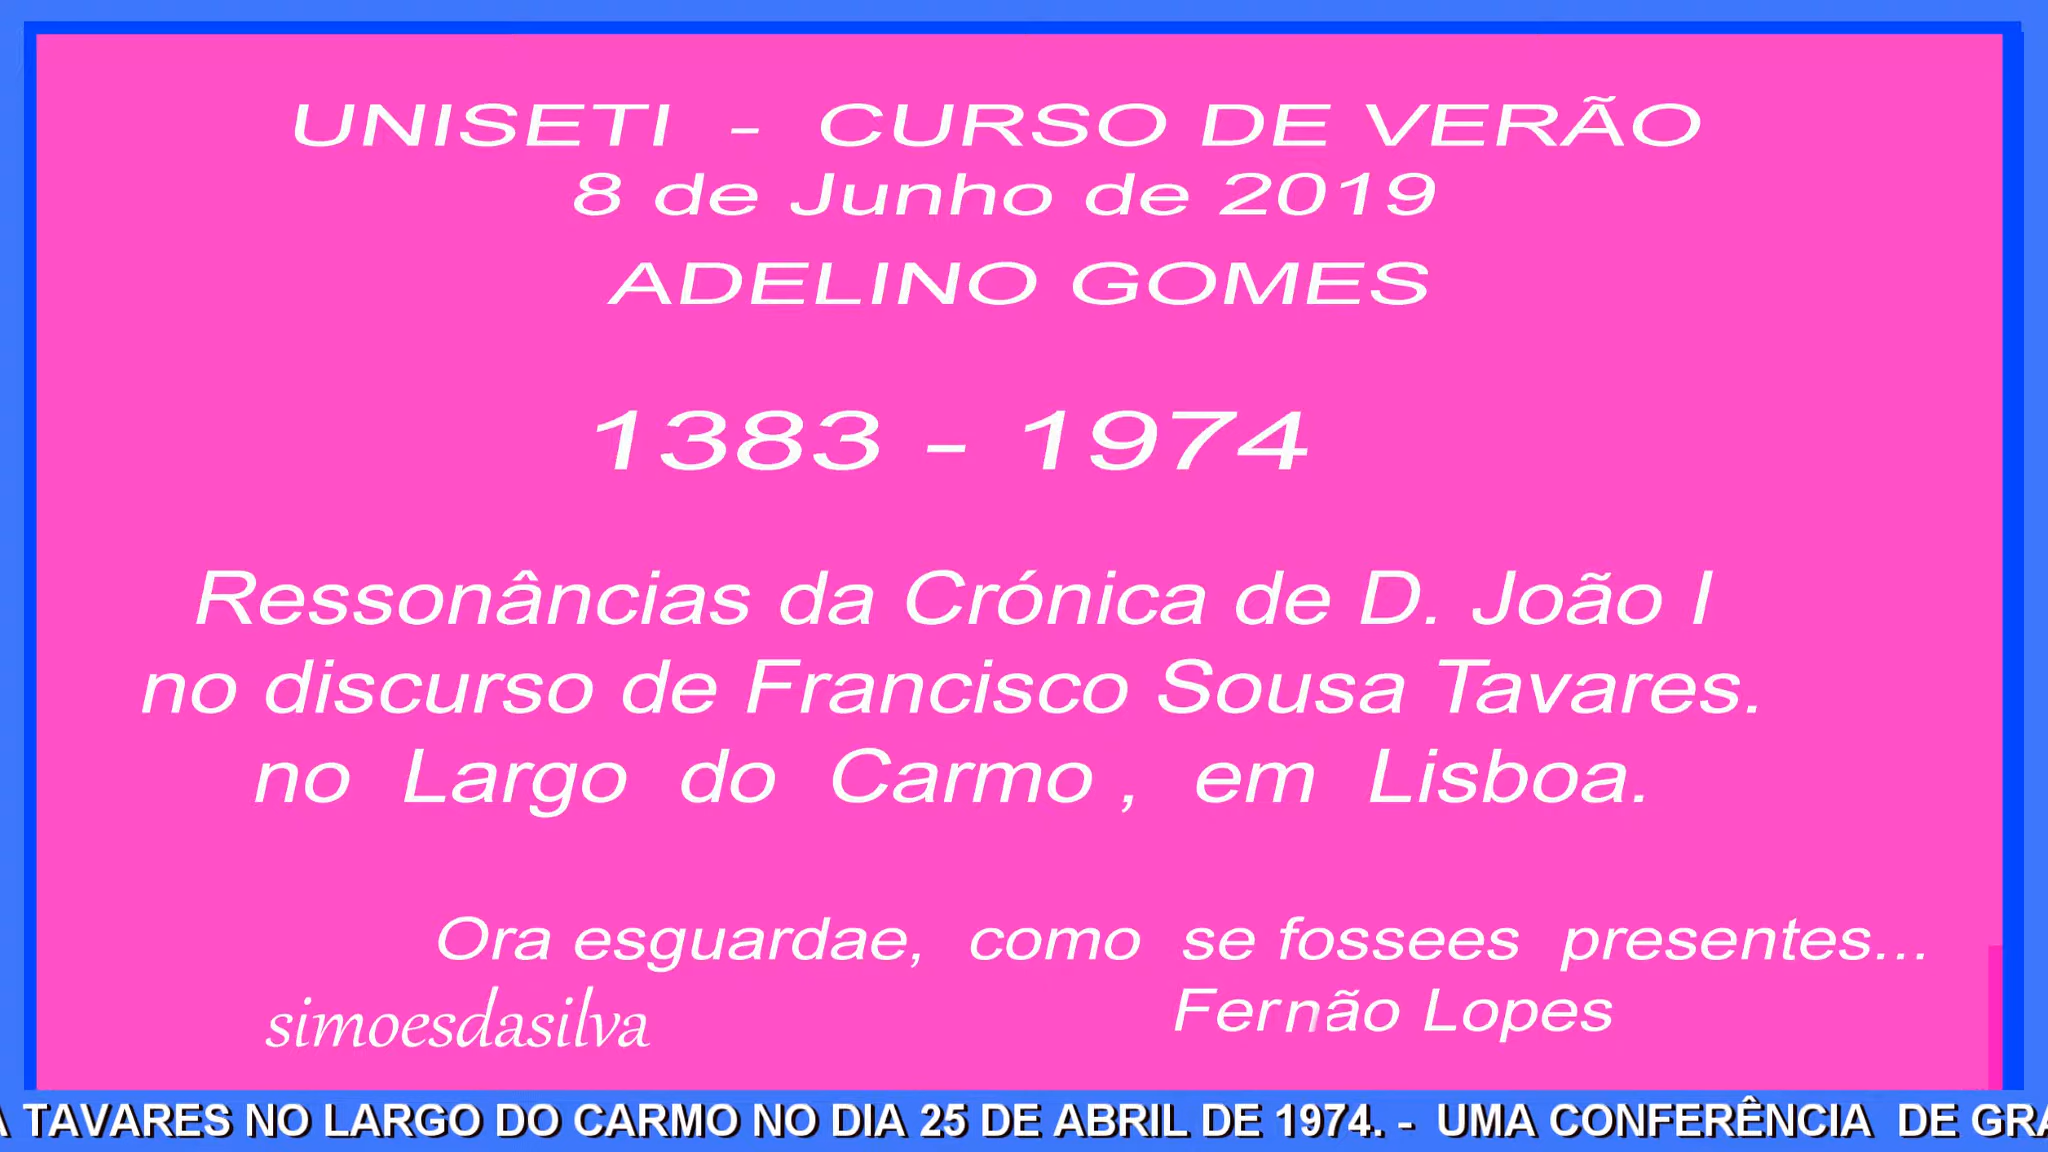 UNISETI - CURSO DE VERÃO
8 de Junho de 2019
ADELINO GOMES
1383 - 1974
Ressonâncias da Crónica de D. João I
no discurso de Francisco Sousa Tavares.
no Largo do Carmo , em Lisboa.
Ora esguardae, como se fossees presentes...
Fernão Lopes
simoesdasilva
TAVARES NO LARGO DO CARMO NO DIA 25 DE ABRIL DE 1974. - UMA CONFERÊNCIA DE